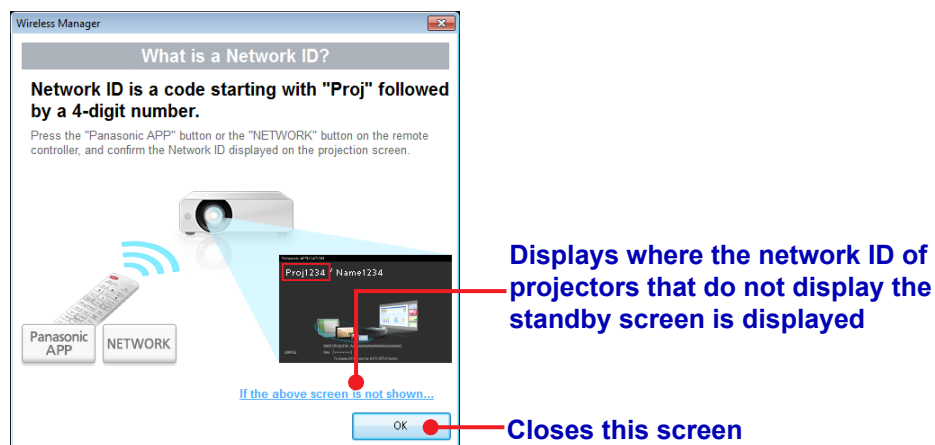 Wireless Manager
What is a Network ID?
Network ID is a code starting with "Proj" followed
by a 4-digit number.
Press the "Panasonic APP" button or the "NETWORK" button on the remote
controller, and confirm the Network ID displayed on the projection screen.
Panasonic APPLICATION
Proj1234 / Name1234
Panasonic
APP
NETWORK
If the above screen is not shown...
OK
Displays where the network ID of
projectors that do not display the
standby screen is displayed
Closes this screen